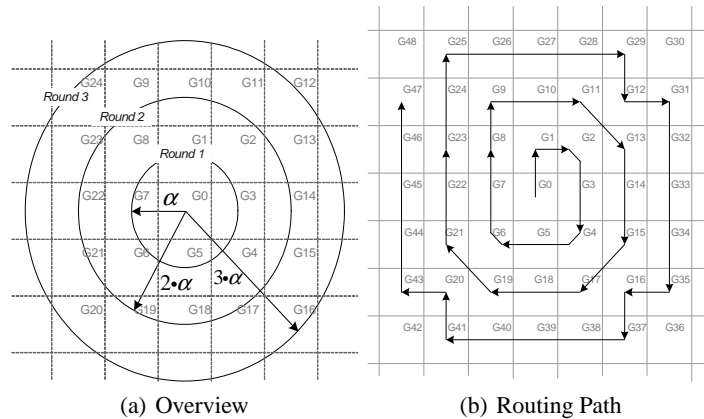 G24 G9 G10 G11 G12
Round 3
Round 2
G23 G8 G1 G2 G13
Round 1
G22 G7 G0 G3 G14
α
G21 G6 G5 G4 G15
2•α 3•α
G20 G19 G18 G17 G16
(a) Overview
G48 G25 G26 G27 G28 G29 G30
G47 G24 G9 G10 G11 G12 G31
G46 G23 G8 G1 G2 G13 G32
G45 G22 G7 G0 G3 G14 G33
G44 G21 G6 G5 G4 G15 G34
G43 G20 G19 G18 G17 G16 G35
G42 G41 G40 G39 G38 G37 G36
(b) Routing Path